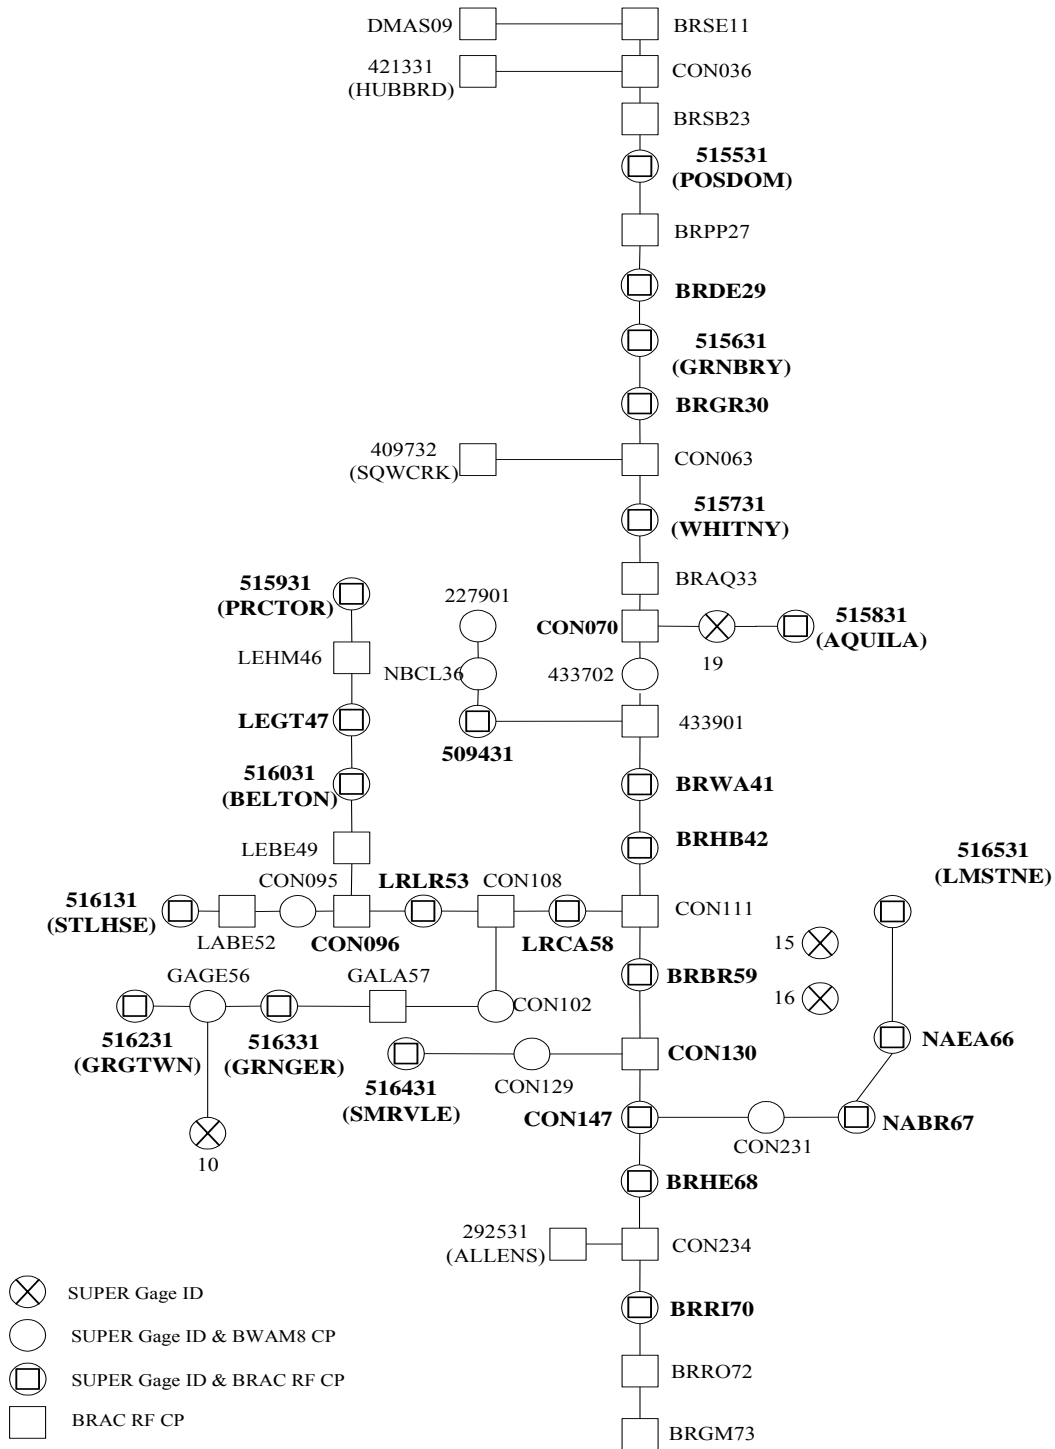 DMAS09
BRSE11
421331
(HUBBRD)
CON036
BRSB23
515531
(POSDOM)
BRPP27
BRDE29
515631
(GRNBRY)
BRGR30
409732
(SQWCRK)
CON063
515731
(WHITNY)
BRAQ33
515931
(PRCTOR)
227901
CON070
19
515831
(AQUILA)
LEHM46
NBCL36
433702
LEGT47
509431
433901
516031
(BELTON)
BRWA41
LEBE49
BRHB42
516531
(LMSTNE)
CON095
LRLR53
CON108
516131
(STLHSE)
LABE52
CON096
LRCA58
CON111
15
GAGE56
GALA57
BRBR59
16
CON102
516231
(GRGTWN)
516331
(GRNGER)
NAEA66
516431
(SMRVLE)
CON129
CON130
CON147
CON231
NABR67
10
BRHE68
292531
(ALLENS)
CON234
BRRI70
BRRO72
BRGM73
SUPER Gage ID
SUPER Gage ID & BWAM8 CP
SUPER Gage ID & BRAC RF CP
BRAC RF CP